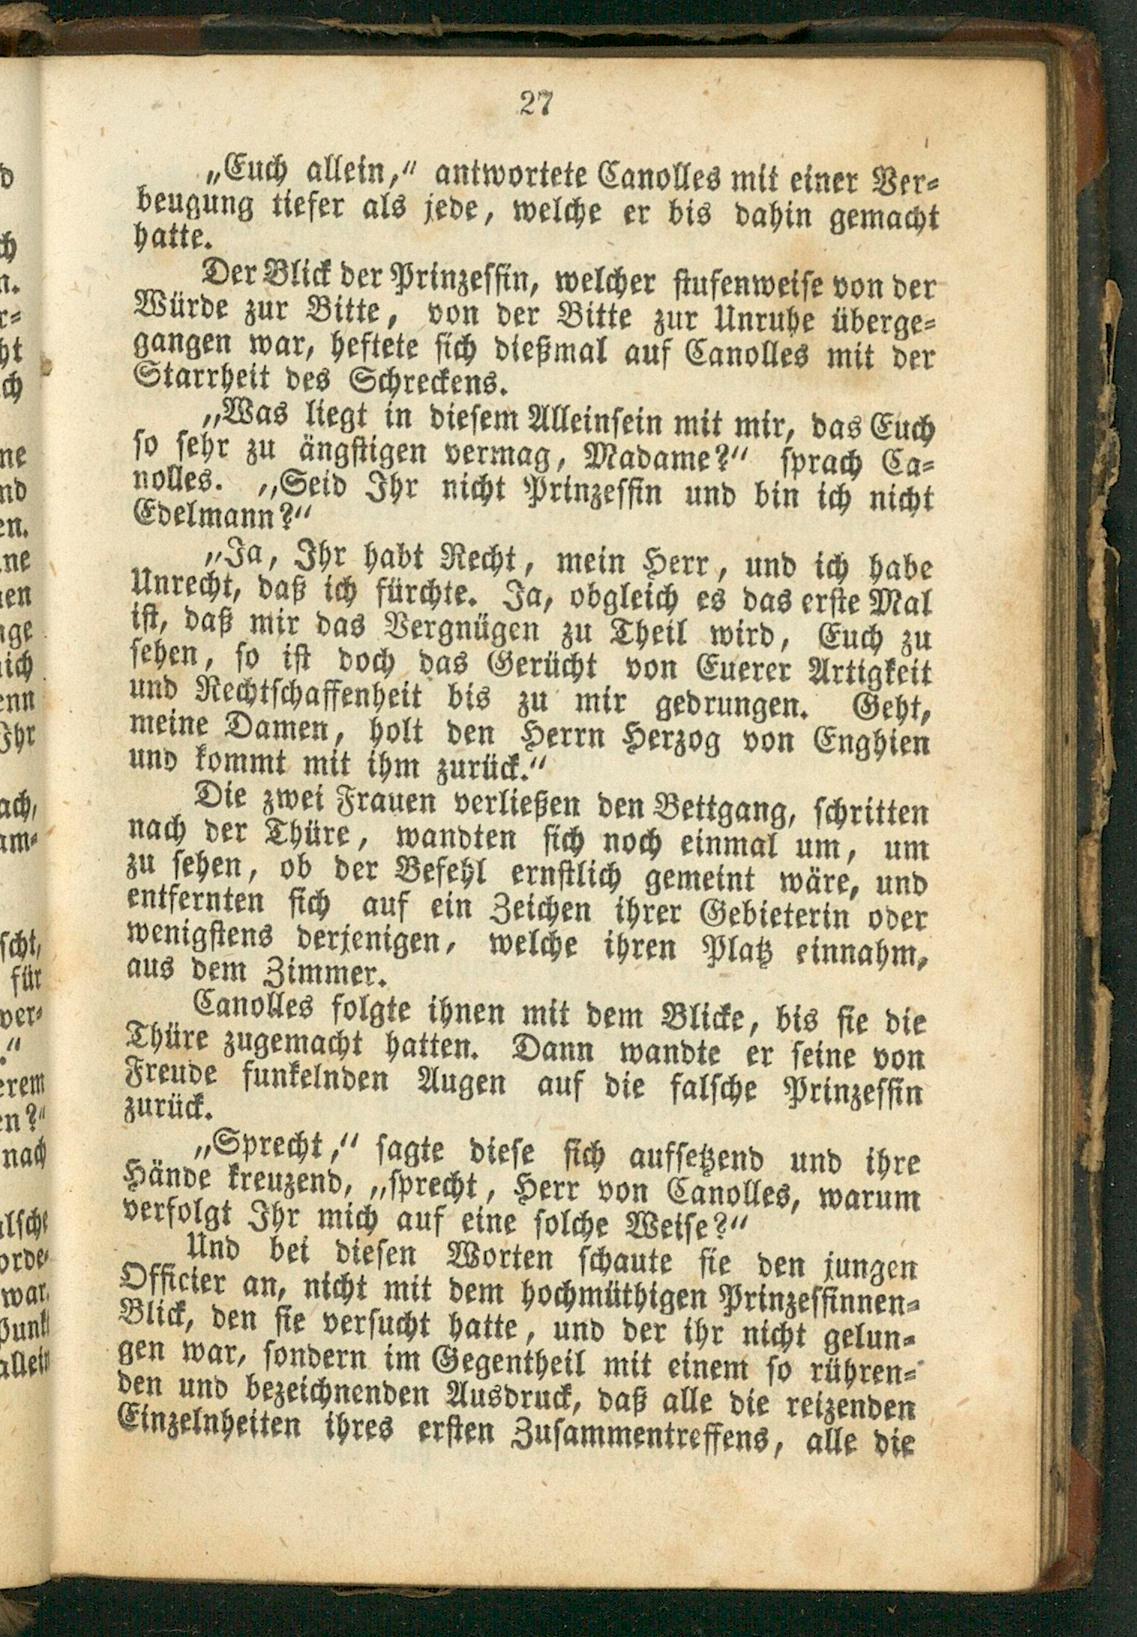 27
„Euch allein,“ antwortete Canolles mit einer Ver-
beugung tiefer als jede, welche er bis dahin gemacht
hatte.
Der Blick der Prinzessin, welcher stufenweise von der
Würde zur Bitte, von der Bitte zur Unruhe überge-
gangen war, heftete sich dießmal auf Canolles mit der
Starrheit des Schreckens.
„Was liegt in diesem Alleinsein mit mir, das Euch
so sehr zu ängstigen vermag, Madame?“ sprach Ca-
nolles. „Seid Ihr nicht Prinzessin und bin ich nicht
Edelmann?“
„Ja, Ihr habt Recht, mein Herr, und ich habe
Unrecht, daß ich fürchte. Ja, obgleich es das erste Mal
ist, daß mir das Vergnügen zu Theil wird, Euch zu
sehen, so ist doch das Gerücht von Euerer Artigkeit
und Rechtschaffenheit bis zu mir gedrungen. Geht,
meine Damen, holt den Herrn Herzog von Enghien
und kommt mit ihm zurück.“
Die zwei Frauen verließen den Bettgang, schritten
nach der Thüre, wandten sich noch einmal um, um
zu sehen, ob der Befehl ernstlich gemeint wäre, und
entfernten sich auf ein Zeichen ihrer Gebieterin oder
wenigstens derjenigen, welche ihren Platz einnahm,
aus dem Zimmer.
Canolles folgte ihnen mit dem Blicke, bis sie die
Thüre zugemacht hatten. Dann wandte er seine von
Freude funkelnden Augen auf die falsche Prinzessin
zurück.
„Sprecht,“ sagte diese sich aufsetzend und ihre
Hände kreuzend, „sprecht, Herr von Canolles, warum
verfolgt Ihr mich auf eine solche Weise?“
Und bei diesen Worten schaute sie den jungen
Officier an, nicht mit dem hochmüthigen Prinzessinnen-
Blick, den sie versucht hatte, und der ihr nicht gelun-
gen war, sondern im Gegentheil mit einem so rühren-
den und bezeichnenden Ausdruck, daß alle die reizenden
Einzelnheiten ihres ersten Zusammentreffens, alle die